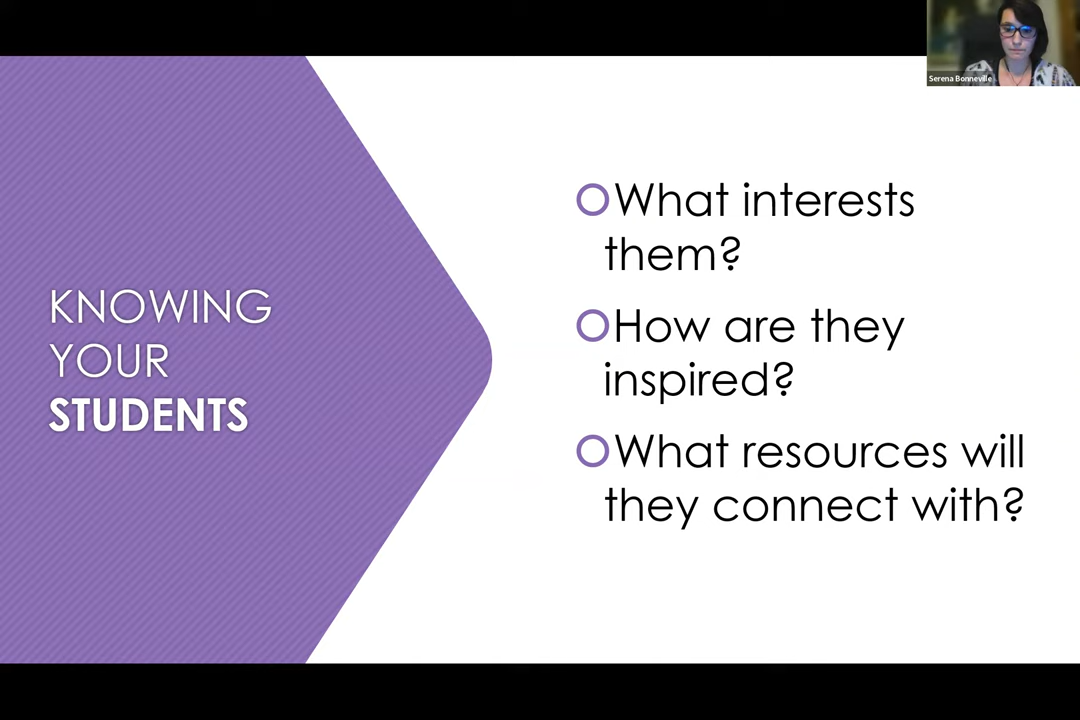 Serena Bonneville
KNOWING
YOUR
STUDENTS
What interests
them?
How are they
inspired?
What resources will
they connect with?